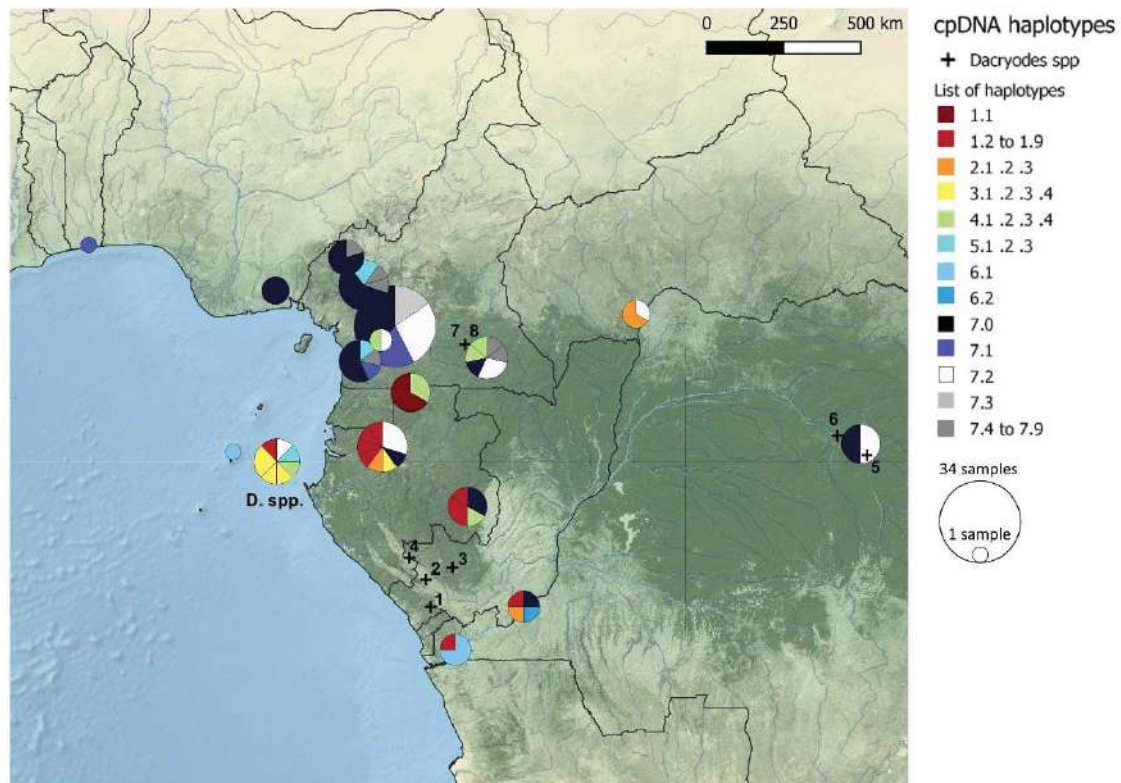 0 250 500 km
cpDNA haplotypes
+ Dacryodes spp
List of haplotypes
1.1
1.2 to 1.9
2.1 .2 .3
3.1 .2 .3 .4
4.1 .2 .3 .4
5.1 .2 .3
6.1
6.2
7.0
7.1
7.2
7.3
7.4 to 7.9
34 samples
1 sample
7 8
6
5
D. spp.
4
3
2
1